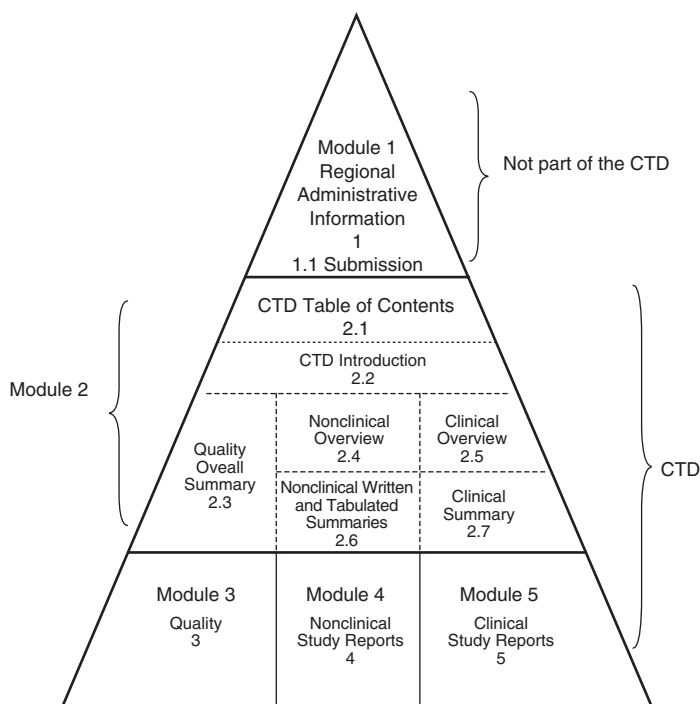 Module 1
Regional
Administrative
Information
1
1.1 Submission
Not part of the CTD
CTD Table of Contents
2.1
CTD Introduction
2.2
Module 2
Quality
Oveall
Summary
2.3
Nonclinical
Overview
2.4
Clinical
Overview
2.5
Nonclinical Written
and Tabulated
Summaries
2.6
Clinical
Summary
2.7
CTD
Module 3
Quality
3
Module 4
Nonclinical
Study Reports
4
Module 5
Clinical
Study Reports
5